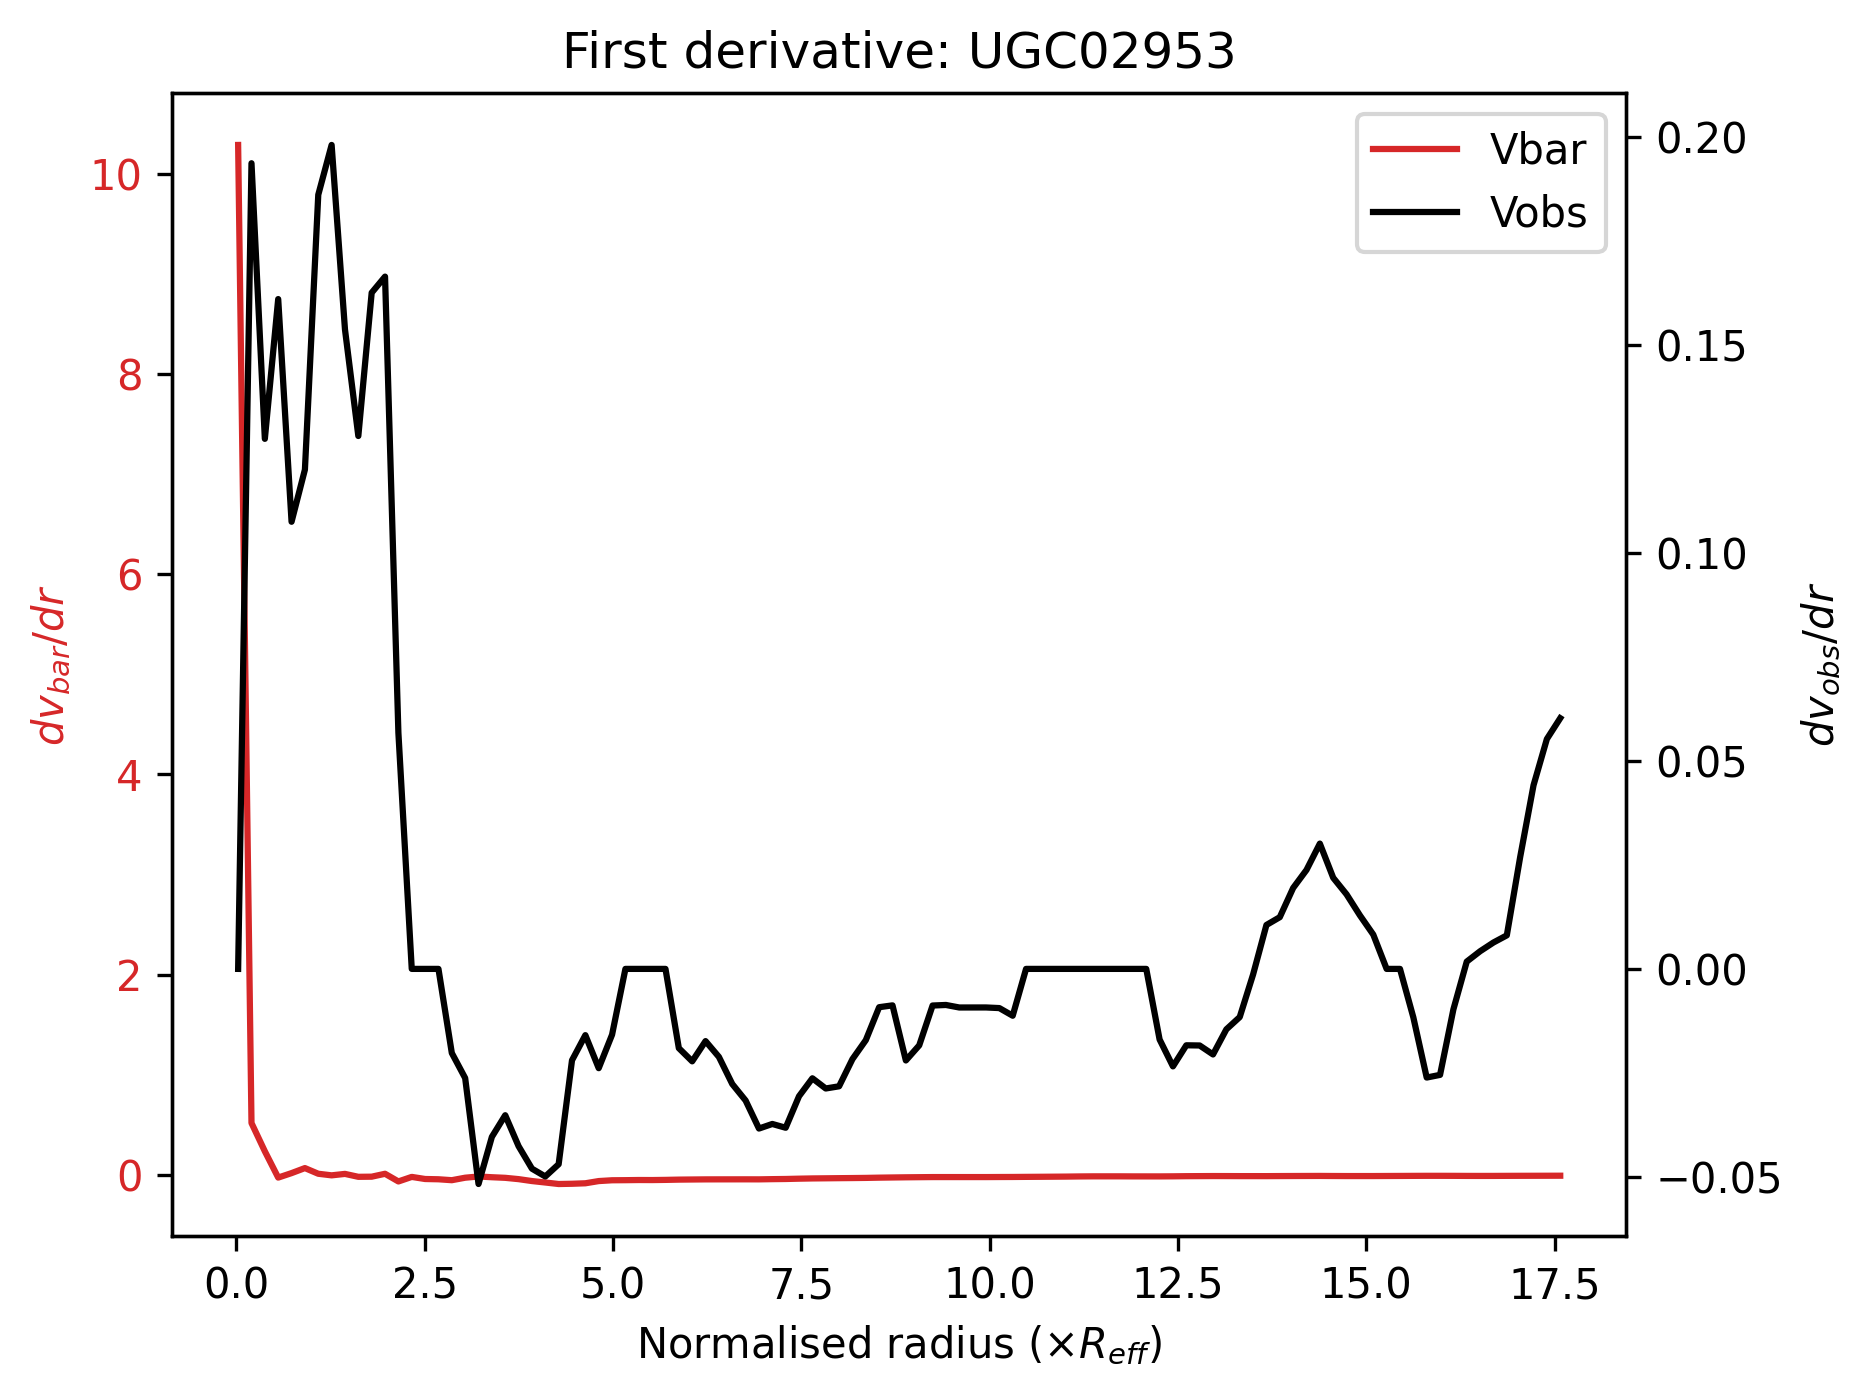 First derivative: UGC02953
Vbar
Vobs
10
8
6
4
2
0
dv_bar/dr
0.20
0.15
0.10
0.05
0.00
−0.05
dv_obs/dr
0.0 2.5 5.0 7.5 10.0 12.5 15.0 17.5
Normalised radius (×R_eff)